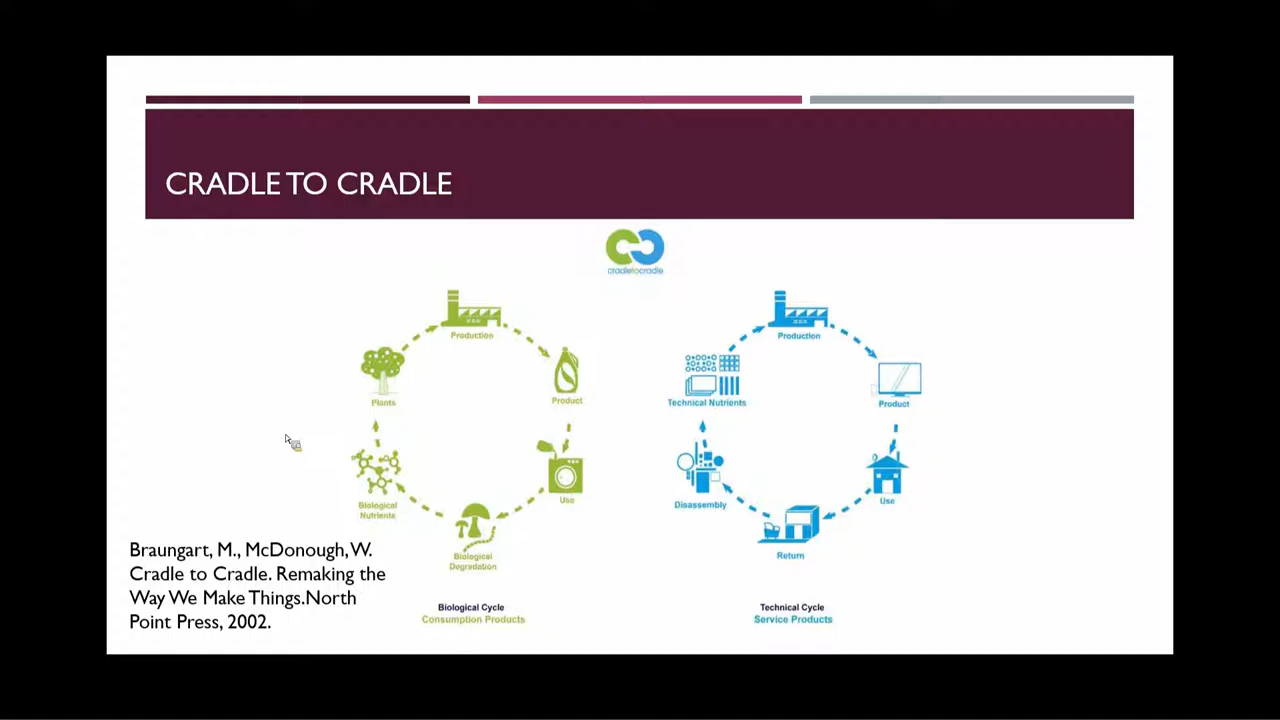 CRADLE TO CRADLE
cradletocradle
Production
Product
Use
Biological
Degradation
Biological
Nutrients
Plants
Biological Cycle
Consumption Products
Production
Product
Use
Return
Disassembly
Technical Nutrients
Technical Cycle
Service Products
Braungart, M., McDonough, W.
Cradle to Cradle. Remaking the
Way We Make Things.North
Point Press, 2002.